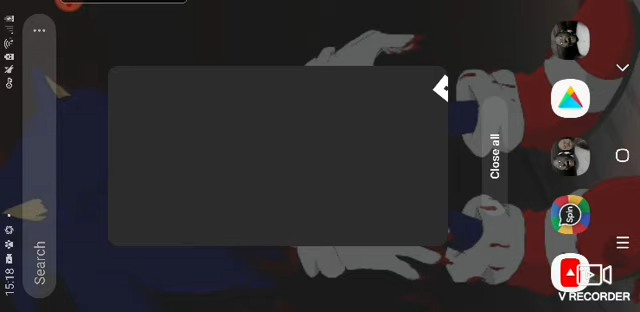 15:18
Search
Close all
Spin
V RECORDER